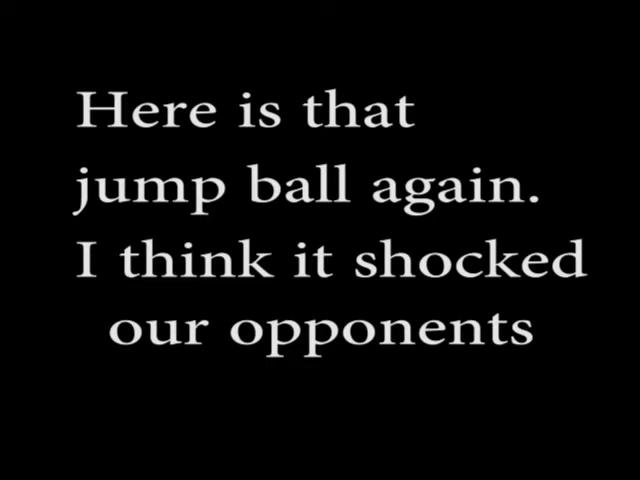 Here is that
jump ball again.
I think it shocked
our opponents